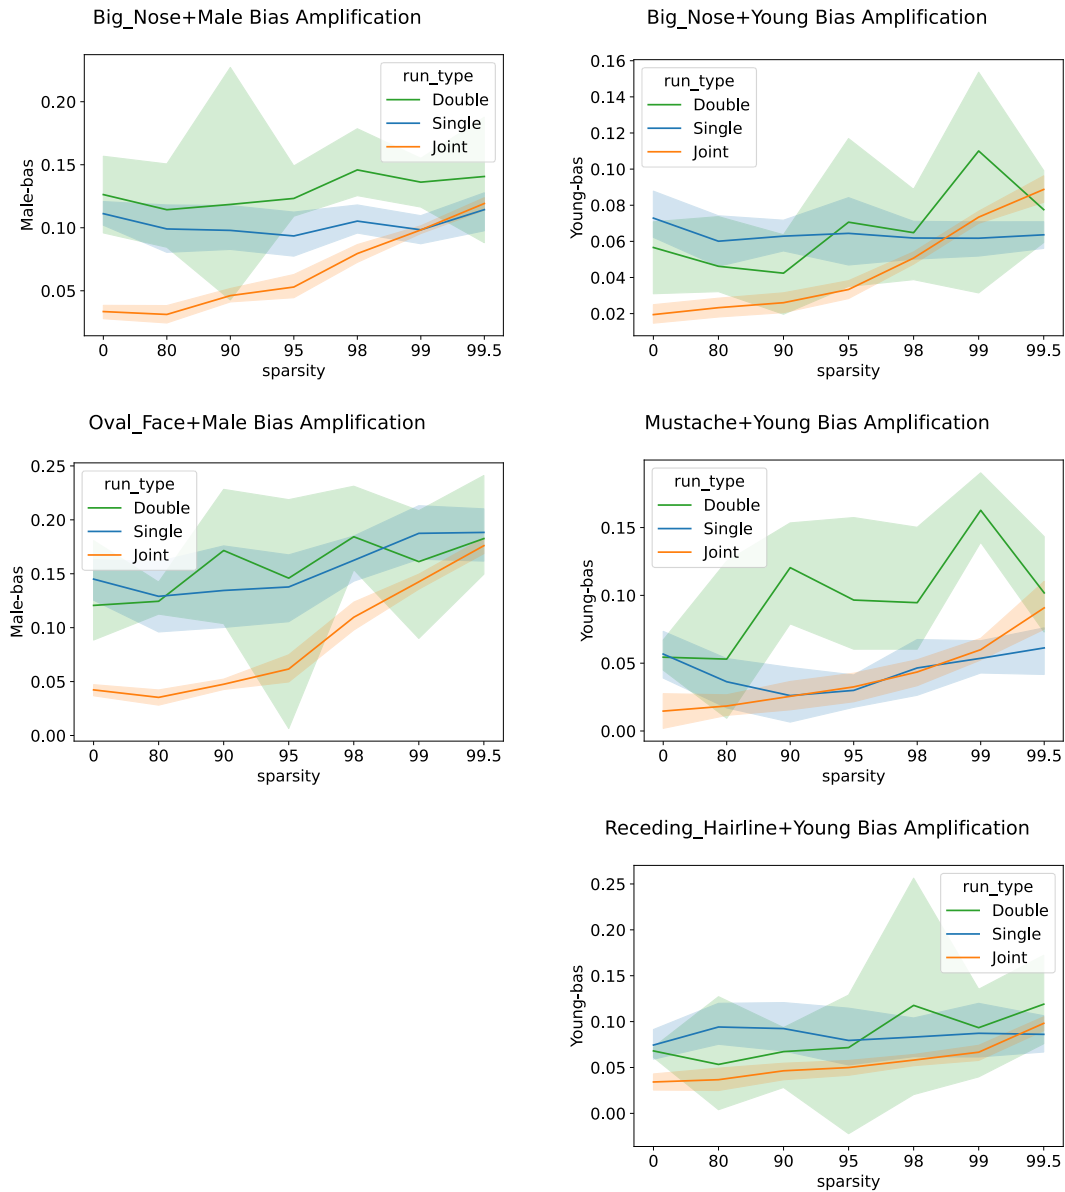 Big_Nose+Male Bias Amplification
run_type
Double
Single
Joint
0.20
0.15
0.10
0.05
Male-bas
0 80 90 95 98 99 99.5
sparsity
Big_Nose+Young Bias Amplification
run_type
Double
Single
Joint
0.16
0.14
0.12
0.10
0.08
0.06
0.04
0.02
Young-bas
0 80 90 95 98 99 99.5
sparsity
Oval_Face+Male Bias Amplification
run_type
Double
Single
Joint
0.25
0.20
0.15
0.10
0.05
0.00
Male-bas
0 80 90 95 98 99 99.5
sparsity
Mustache+Young Bias Amplification
run_type
Double
Single
Joint
0.15
0.10
0.05
0.00
Young-bas
0 80 90 95 98 99 99.5
sparsity
Receding_Hairline+Young Bias Amplification
run_type
Double
Single
Joint
0.25
0.20
0.15
0.10
0.05
0.00
Young-bas
0 80 90 95 98 99 99.5
sparsity